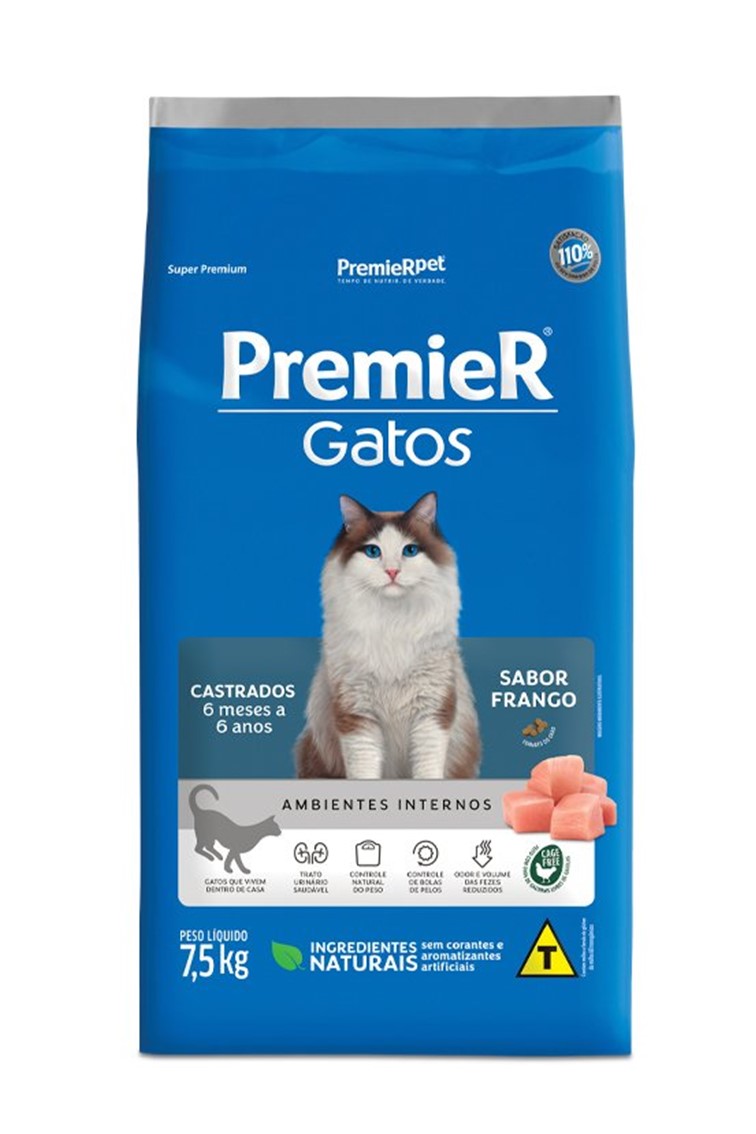 Super Premium
PremieRpet
TEMPO DE NUTRIR. DE VERDADE.
SATISFAÇÃO
110%
PremieR®
Gatos
CASTRADOS
6 meses a
6 anos
SABOR
FRANGO
AMBIENTES INTERNOS
GATOS QUE VIVEM
DENTRO DE CASA
TRATO
URINÁRIO
SAUDÁVEL
CONTROLE
NATURAL
DO PESO
CONTROLE
DE BOLAS
DE PELOS
ODOR E VOLUME
DAS FEZES
REDUZIDOS
CAGE
FREE
PESO LÍQUIDO
7,5 kg
INGREDIENTES
NATURAIS
sem corantes e
aromatizantes
artificiais
T